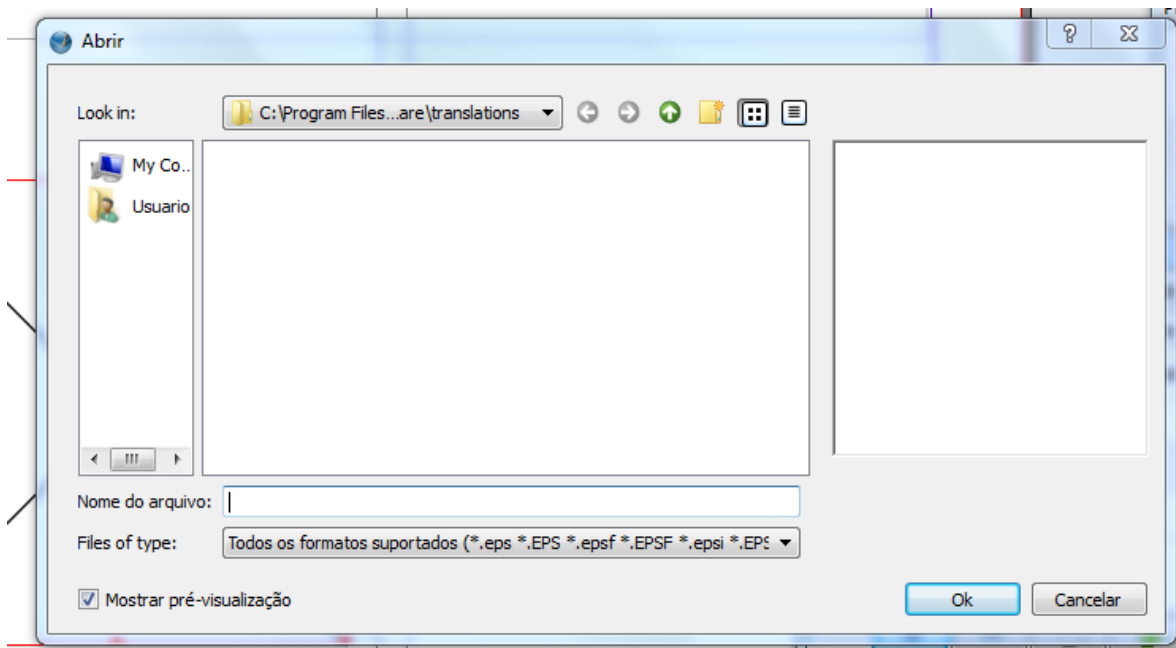 Abrir
Look in:
C:\Program Files...are\translations
My Co..
Usuario
Nome do arquivo:
Files of type:
Todos os formatos suportados (*.eps *.EPS *.epsf *.EPSF *.epsi *.EPS
Mostrar pré-visualização
Ok
Cancelar